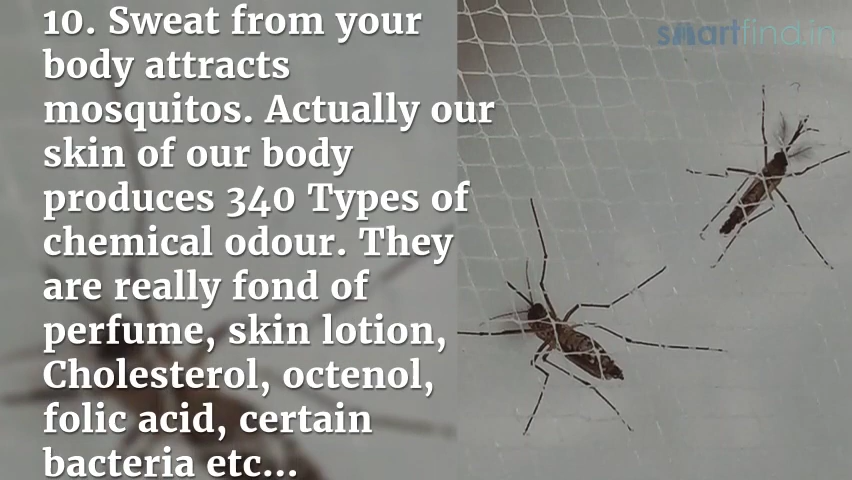 10. Sweat from your
body attracts
mosquitos. Actually our
skin of our body
produces 340 Types of
chemical odour. They
are really fond of
perfume, skin lotion,
Cholesterol, octenol,
folic acid, certain
bacteria etc...
smartfind.in